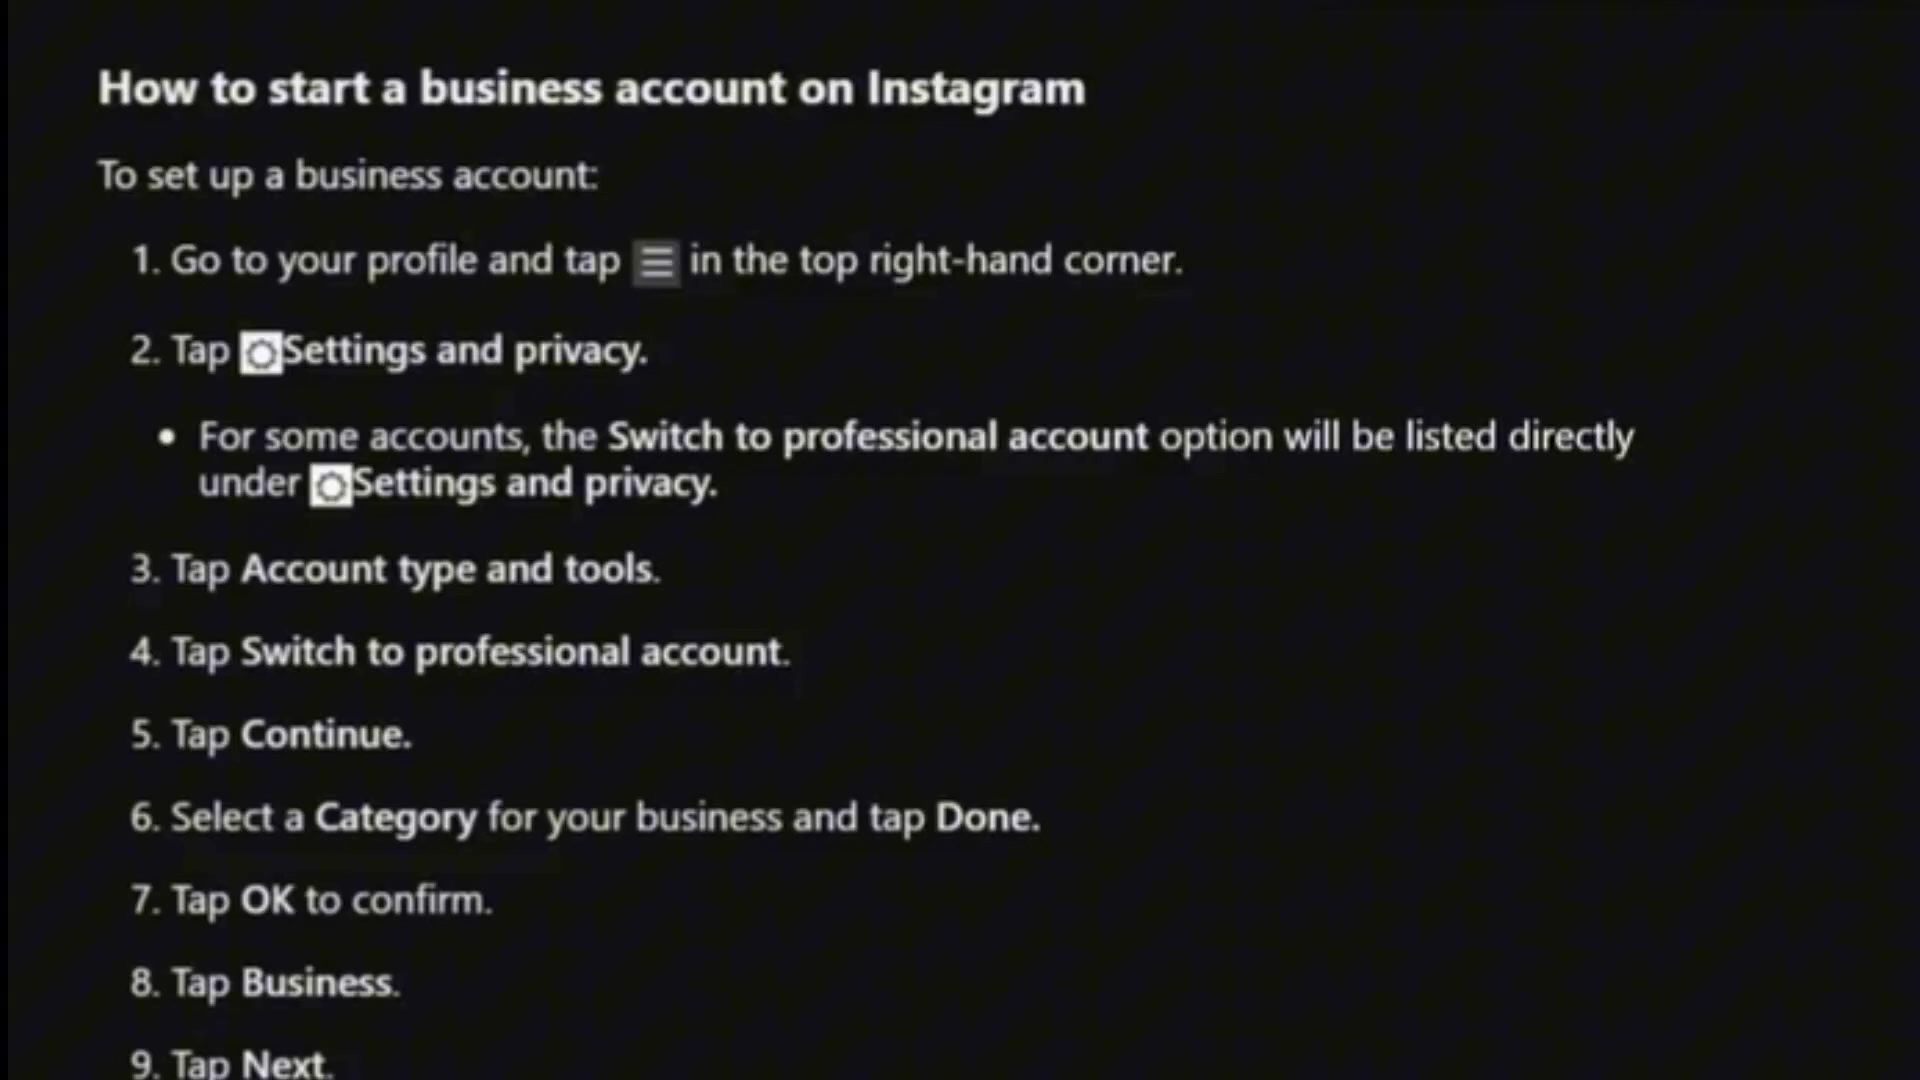 How to start a business account on Instagram
To set up a business account:
1. Go to your profile and tap in the top right-hand corner.
2. Tap Settings and privacy.
• For some accounts, the Switch to professional account option will be listed directly
under Settings and privacy.
3. Tap Account type and tools.
4. Tap Switch to professional account.
5. Tap Continue.
6. Select a Category for your business and tap Done.
7. Tap OK to confirm.
8. Tap Business.
9. Tap Next.